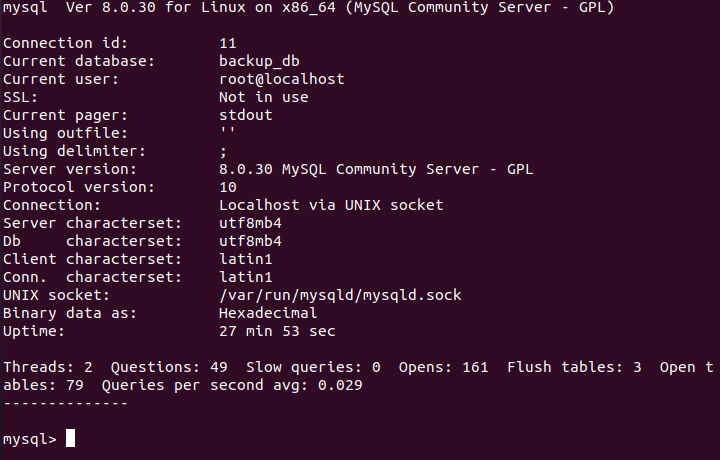 mysql  Ver 8.0.30 for Linux on x86_64 (MySQL Community Server - GPL)

Connection id:          11
Current database:       backup_db
Current user:           root@localhost
SSL:                    Not in use
Current pager:          stdout
Using outfile:          ''
Using delimiter:        ;
Server version:         8.0.30 MySQL Community Server - GPL
Protocol version:       10
Connection:             Localhost via UNIX socket
Server characterset:    utf8mb4
Db     characterset:    utf8mb4
Client characterset:    latin1
Conn.  characterset:    latin1
UNIX socket:            /var/run/mysqld/mysqld.sock
Binary data as:         Hexadecimal
Uptime:                 27 min 53 sec

Threads: 2  Questions: 49  Slow queries: 0  Opens: 161  Flush tables: 3  Open t
ables: 79  Queries per second avg: 0.029
--------------

mysql>